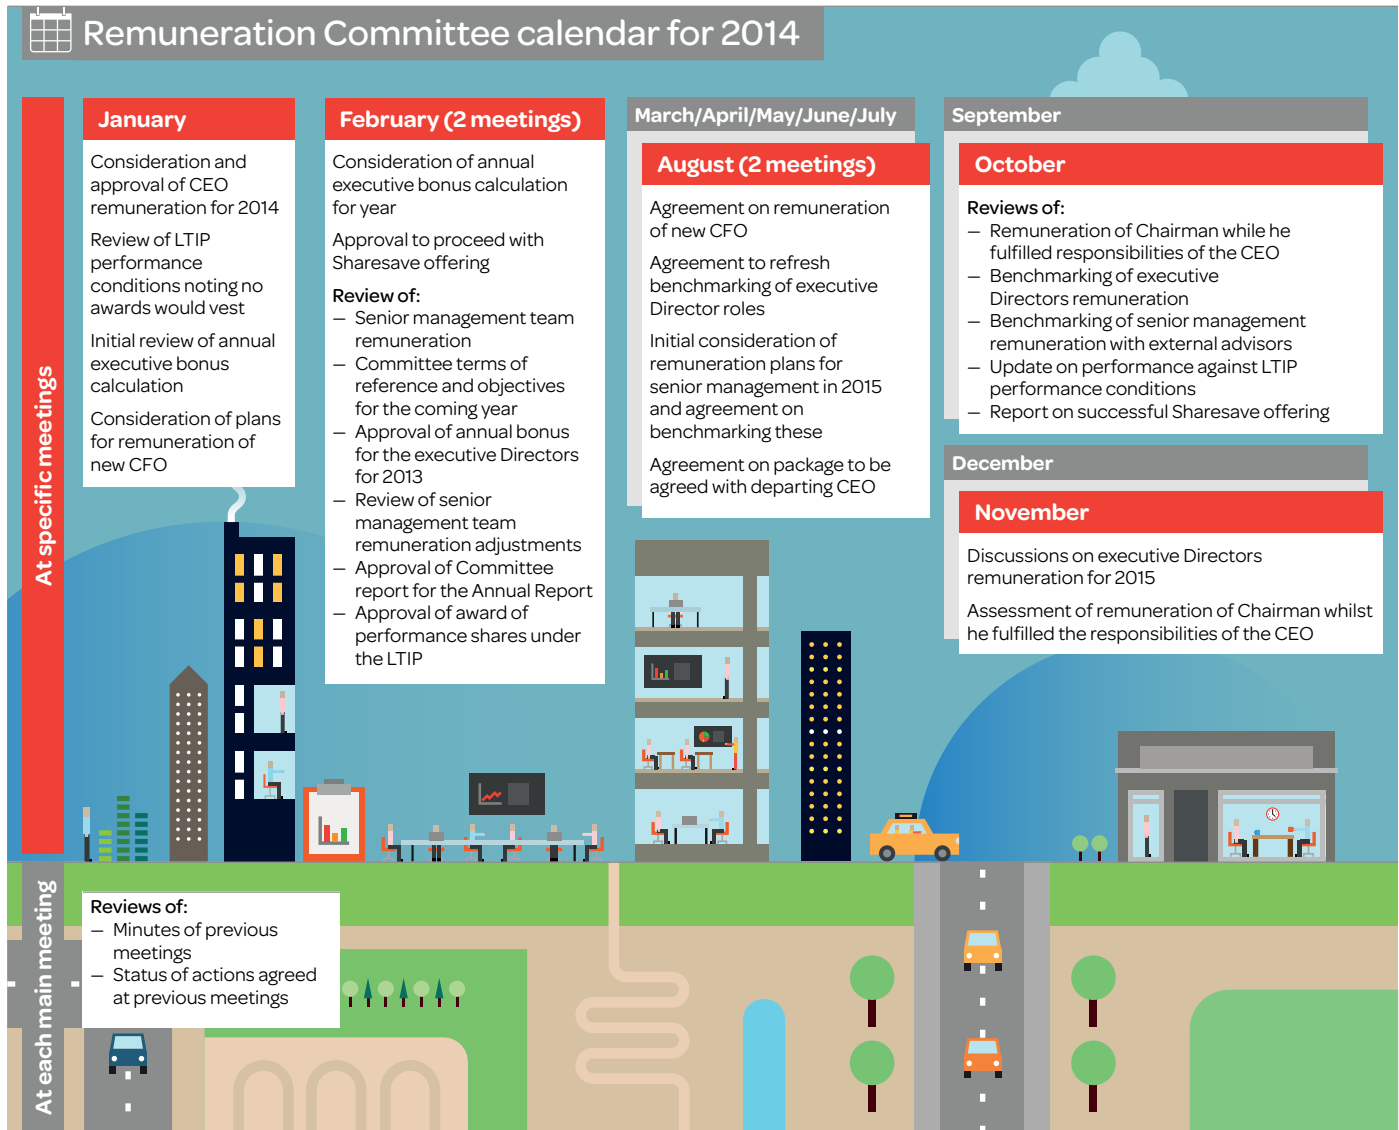 Remuneration Committee calendar for 2014
At specific meetings
January
Consideration and
approval of CEO
remuneration for 2014
Review of LTIP
performance
conditions noting no
awards would vest
Initial review of annual
executive bonus
calculation
Consideration of plans
for remuneration of
new CFO
February (2 meetings)
Consideration of annual
executive bonus calculation
for year
Approval to proceed with
Sharesave offering
Review of:
— Senior management team
remuneration
— Committee terms of
reference and objectives
for the coming year
— Approval of annual bonus
for the executive Directors
for 2013
— Review of senior
management team
remuneration adjustments
— Approval of Committee
report for the Annual Report
— Approval of award of
performance shares under
the LTIP
March/April/May/June/July
August (2 meetings)
Agreement on remuneration
of new CFO
Agreement to refresh
benchmarking of executive
Director roles
Initial consideration of
remuneration plans for
senior management in 2015
and agreement on
benchmarking these
Agreement on package to be
agreed with departing CEO
September
October
Reviews of:
— Remuneration of Chairman while he
fulfilled responsibilities of the CEO
— Benchmarking of executive
Directors remuneration
— Benchmarking of senior management
remuneration with external advisors
— Update on performance against LTIP
performance conditions
— Report on successful Sharesave offering
December
November
Discussions on executive Directors
remuneration for 2015
Assessment of remuneration of Chairman whilst
he fulfilled the responsibilities of the CEO
At each main meeting
Reviews of:
— Minutes of previous
meetings
— Status of actions agreed
at previous meetings